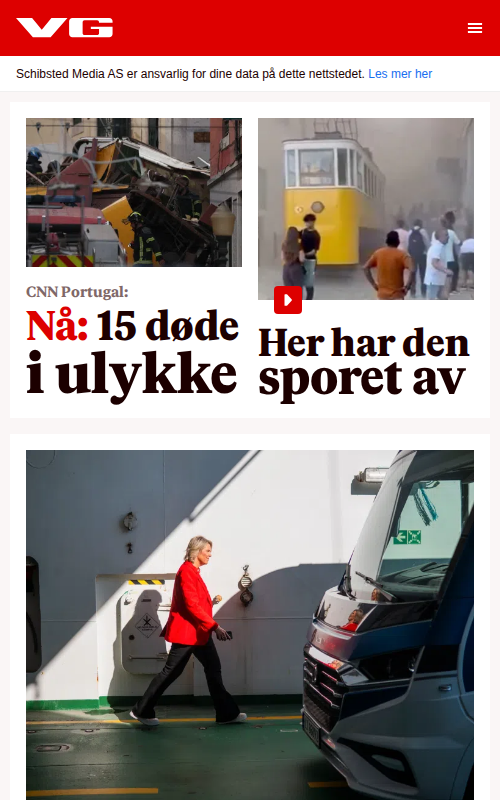 VG
Schibsted Media AS er ansvarlig for dine data på dette nettstedet. Les mer her
CNN Portugal:
Nå: 15 døde
i ulykke
Her har den
sporet av